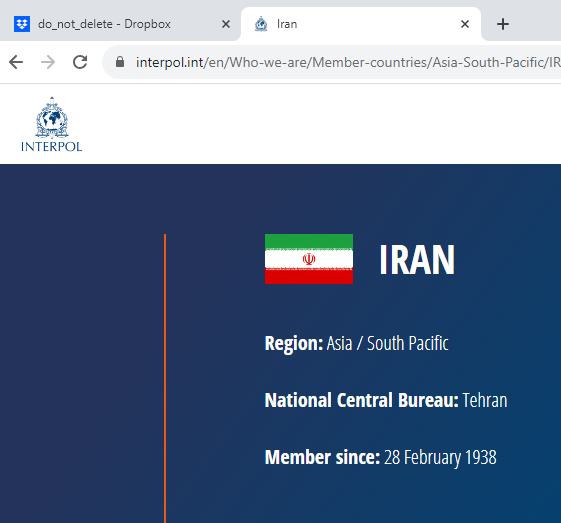 do_not_delete - Dropbox
Iran
interpol.int/en/Who-we-are/Member-countries/Asia-South-Pacific/IR
INTERPOL
IRAN
Region: Asia / South Pacific
National Central Bureau: Tehran
Member since: 28 February 1938